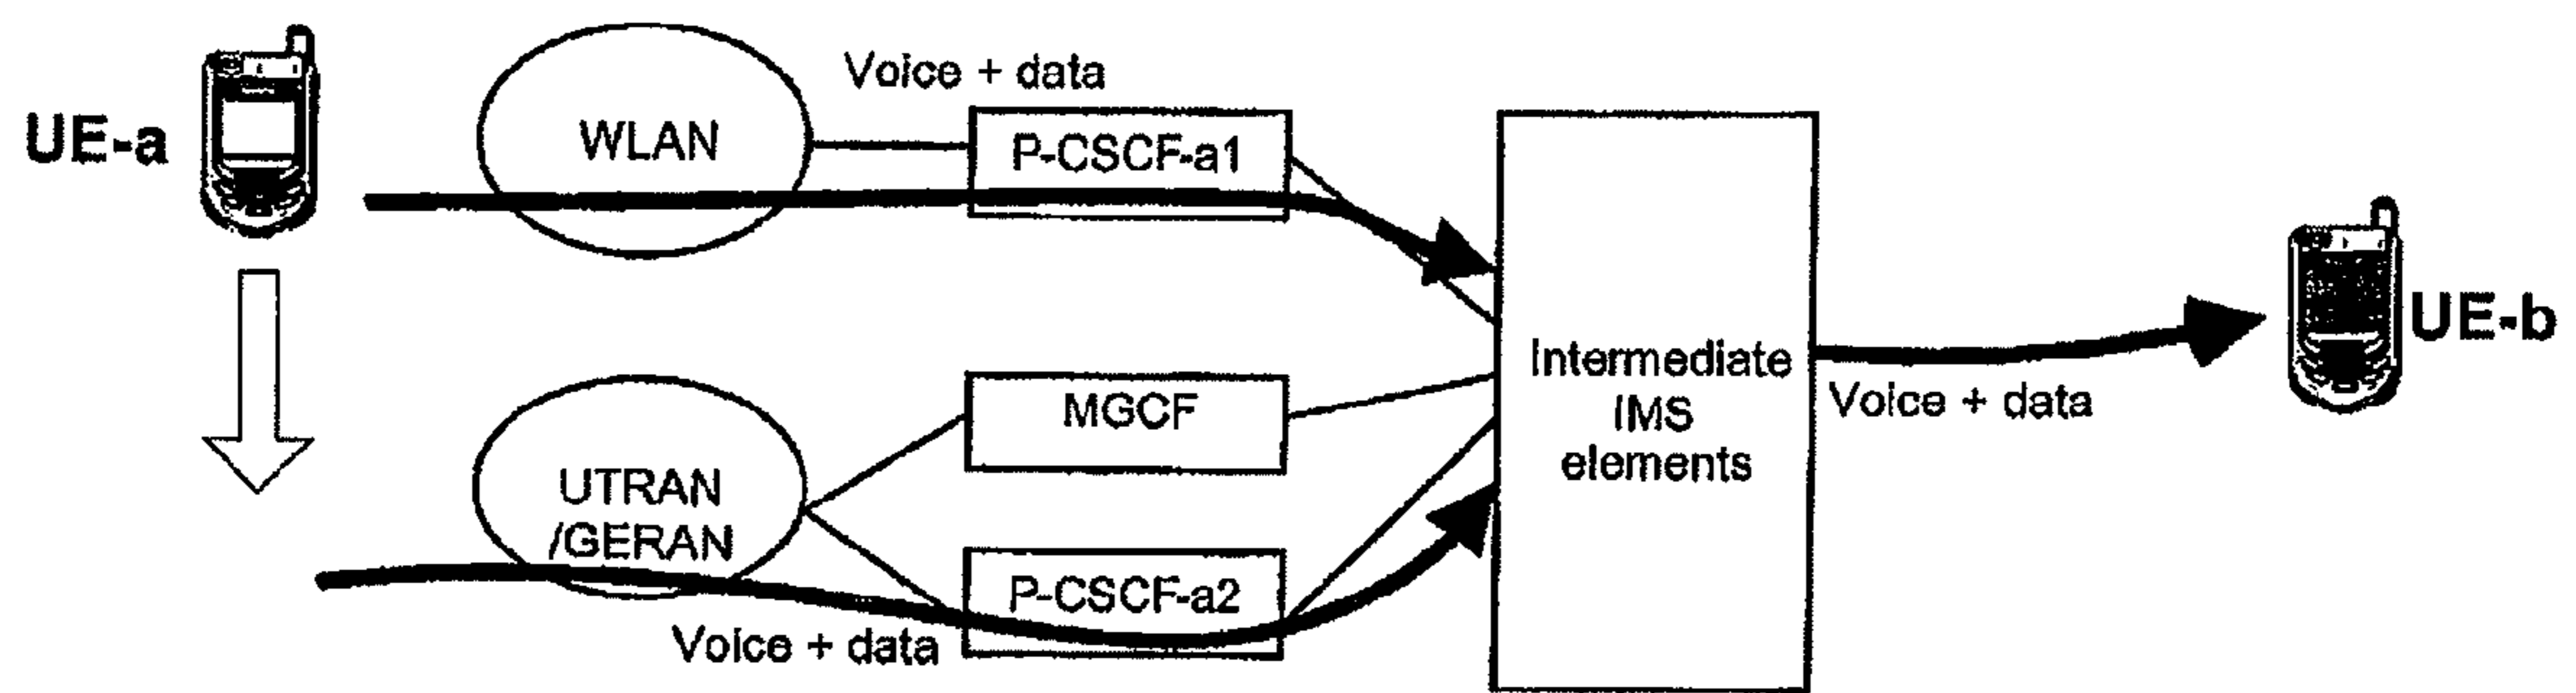 UE-a
Voice + data
WLAN
P-CSCF-a1
MGCF
UTRAN
/GERAN
P-CSCF-a2
Voice + data
Intermediate
IMS
elements
Voice + data
UE-b